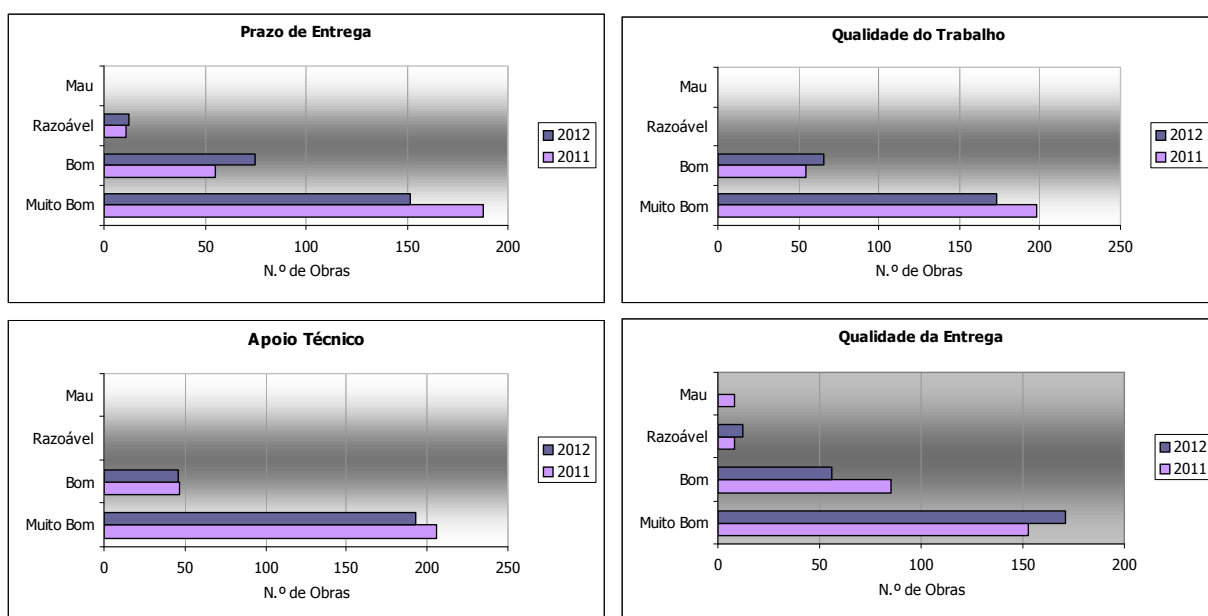 Prazo de Entrega
Mau
Razoável
Bom
Muito Bom
0 50 100 150 200
N.º de Obras
2012
2011
Qualidade do Trabalho
Mau
Razoável
Bom
Muito Bom
0 50 100 150 200 250
N.º de Obras
2012
2011
Apoio Técnico
Mau
Razoável
Bom
Muito Bom
0 50 100 150 200 250
N.º de Obras
2012
2011
Qualidade da Entrega
Mau
Razoável
Bom
Muito Bom
0 50 100 150 200
N.º de Obras
2012
2011